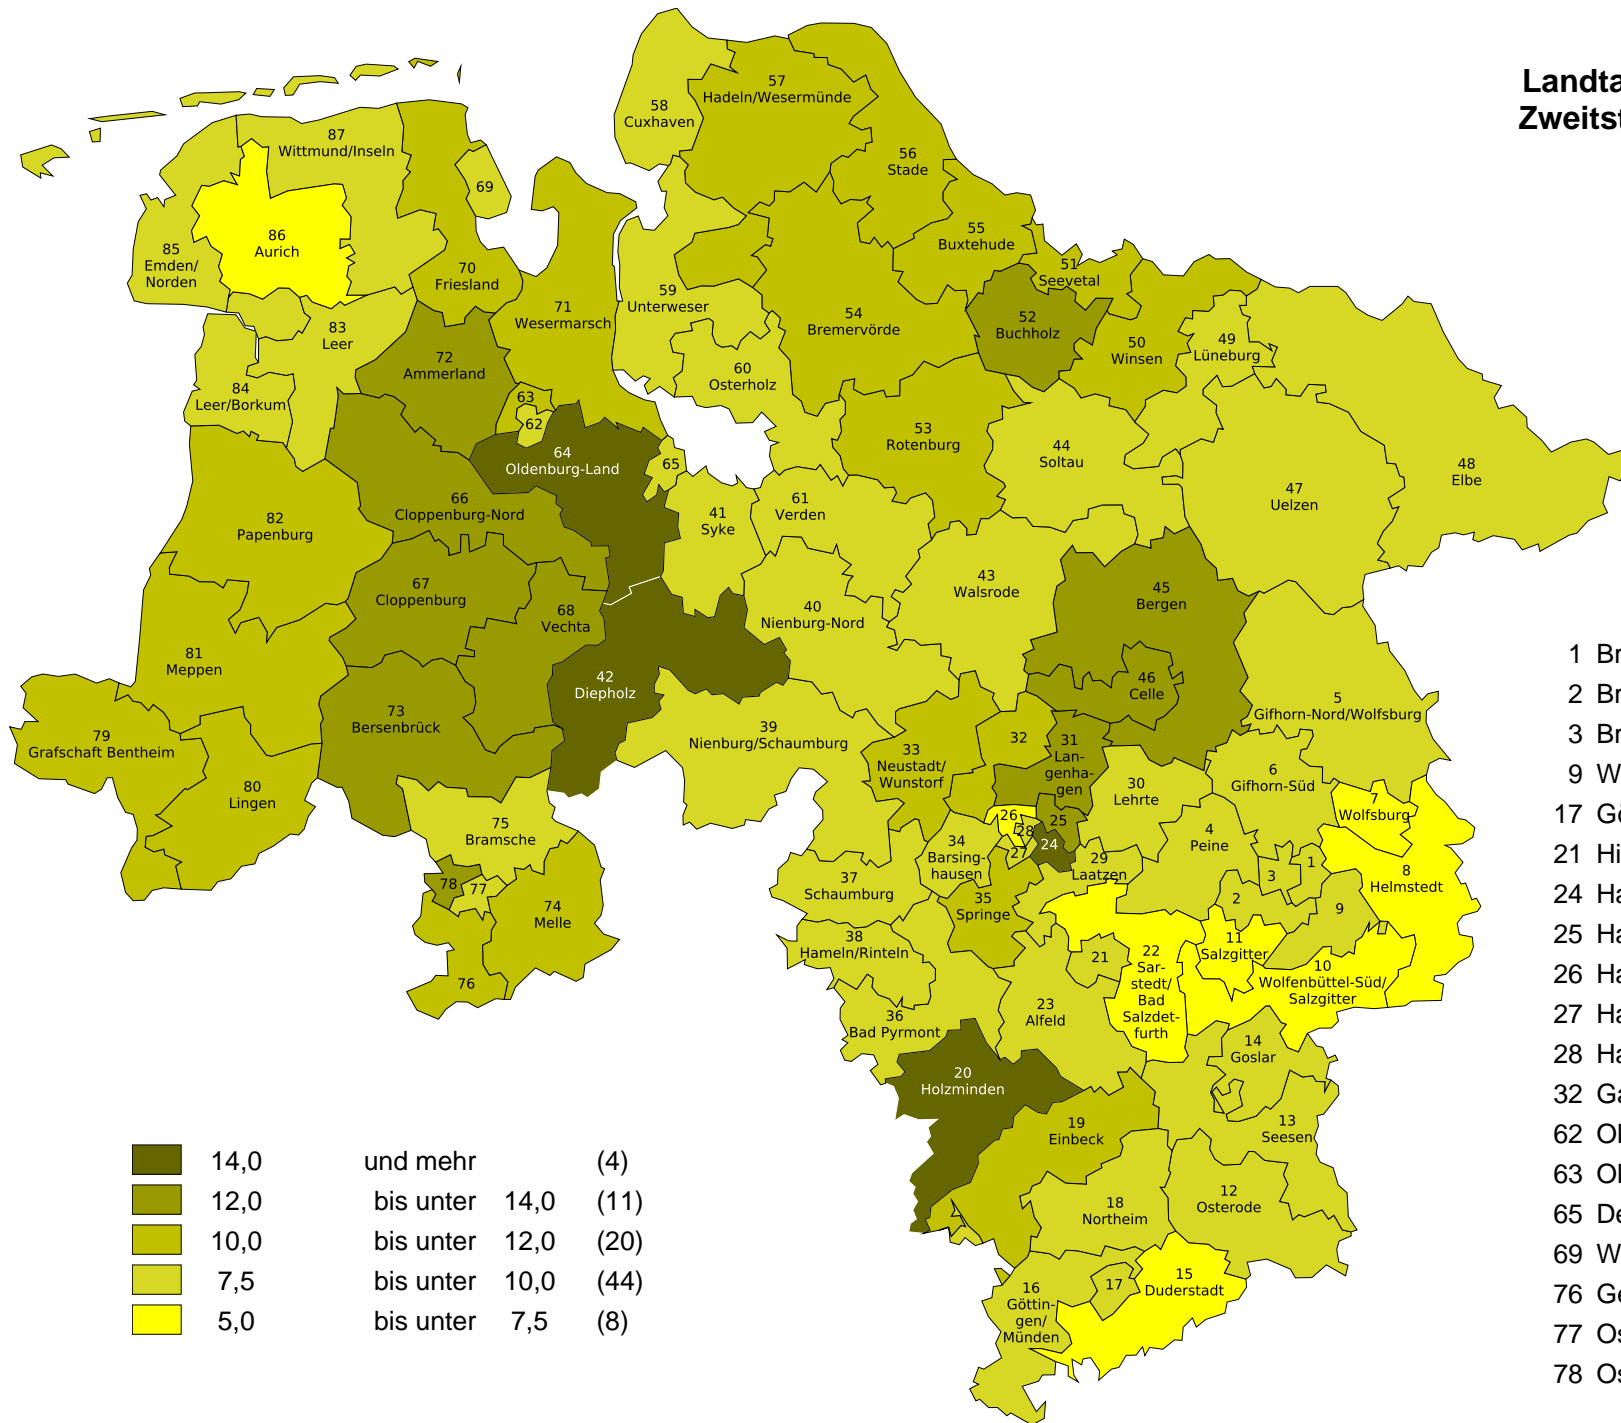 Landta
Zweitst
57
Hadeln/Wesermünde
58
Cuxhaven
87
Wittmund/Inseln
56
Stade
69
86
Aurich
85
Emden/
Norden
55
Buxtehude
70
Friesland
51
Seevetal
59
Unterweser
71
Wesermarsch
54
Bremervörde
52
Buchholz
83
Leer
50
Winsen
49
Lüneburg
72
Ammerland
60
Osterholz
84
Leer/Borkum
63
62
53
Rotenburg
44
Soltau
64
Oldenburg-Land
65
48
Elbe
47
Uelzen
66
Cloppenburg-Nord
61
Verden
41
Syke
82
Papenburg
43
Walsrode
67
Cloppenburg
45
Bergen
68
Vechta
40
Nienburg-Nord
81
Meppen
42
Diepholz
46
Celle
5
Gifhorn-Nord/Wolfsburg
73
Bersenbrück
39
Nienburg/Schaumburg
79
Grafschaft Bentheim
32
31
Lan-
genha-
gen
33
Neustadt/
Wunstorf
6
Gifhorn-Süd
80
Lingen
30
Lehrte
7
Wolfsburg
26
25
75
Bramsche
28
4
Peine
34
Barsing-
hausen
24
27
29
Laatzen
1
8
Helmstedt
3
37
Schaumburg
78
77
35
Springe
2
9
74
Melle
38
Hameln/Rinteln
11
Salzgitter
22
Sar-
stedt/
Bad
Salzdet-
furth
21
10
Wolfenbüttel-Süd/
Salzgitter
76
23
Alfeld
36
Bad Pyrmont
14
Goslar
20
Holzminden
19
Einbeck
13
Seesen
12
Osterode
18
Northeim
15
Duderstadt
17
16
Göttin-
gen/
Münden
14,0 und mehr (4)
12,0 bis unter 14,0 (11)
10,0 bis unter 12,0 (20)
7,5 bis unter 10,0 (44)
5,0 bis unter 7,5 (8)
1 Br
2 Br
3 Br
9 W
17 Gö
21 Hi
24 Ha
25 Ha
26 Ha
27 Ha
28 Ha
32 Ga
62 Ol
63 Ol
65 De
69 W
76 Ge
77 Os
78 Os